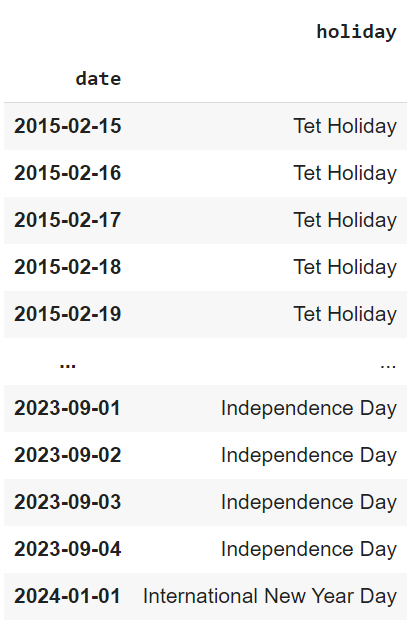 holiday
date
2015-02-15 Tet Holiday
2015-02-16 Tet Holiday
2015-02-17 Tet Holiday
2015-02-18 Tet Holiday
2015-02-19 Tet Holiday
... ...
2023-09-01 Independence Day
2023-09-02 Independence Day
2023-09-03 Independence Day
2023-09-04 Independence Day
2024-01-01 International New Year Day